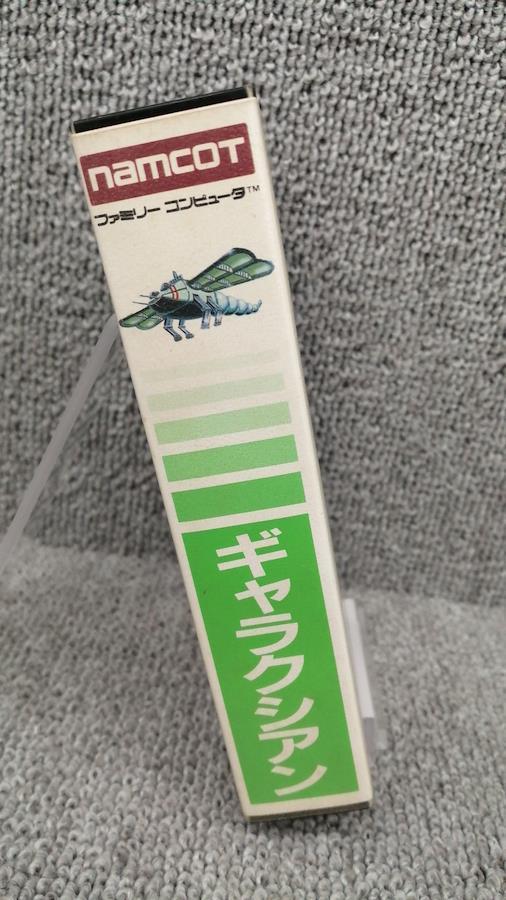 namcot
ファミリー コンピュータ™
ギャラクシアン